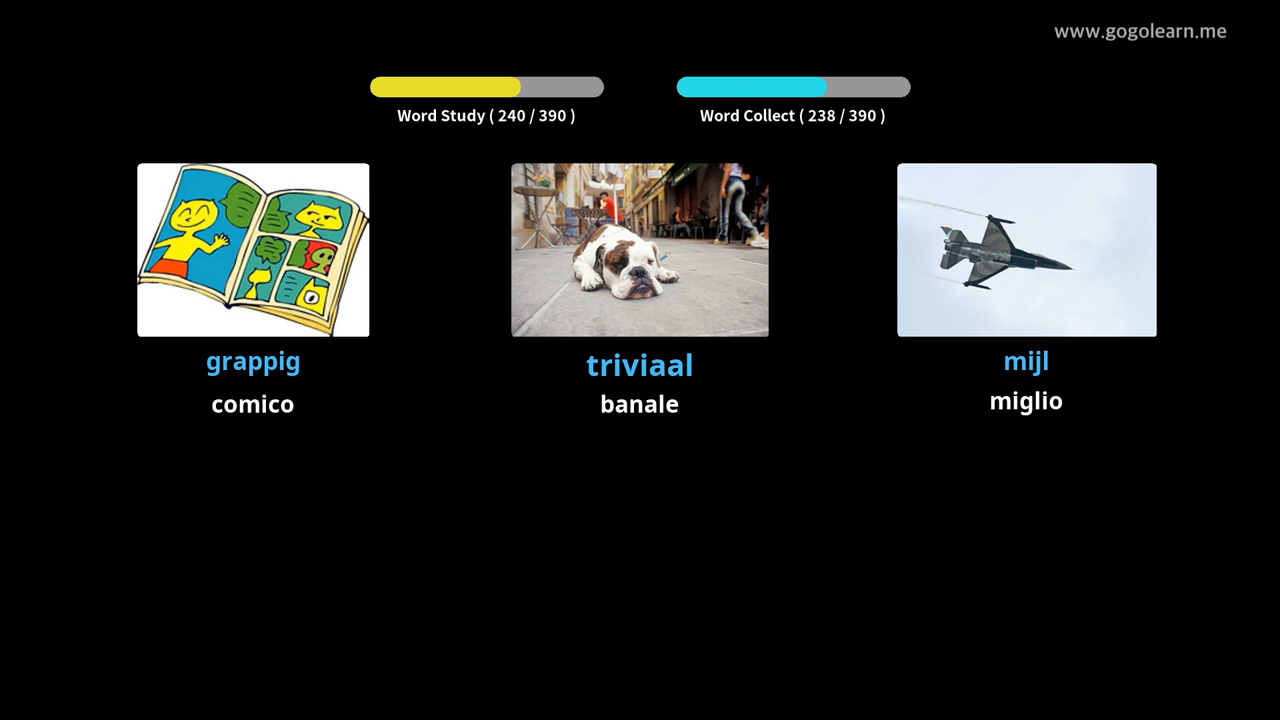 www.gogolearn.me
Word Study ( 240 / 390 )
Word Collect ( 238 / 390 )
grappig
comico
triviaal
banale
mijl
miglio